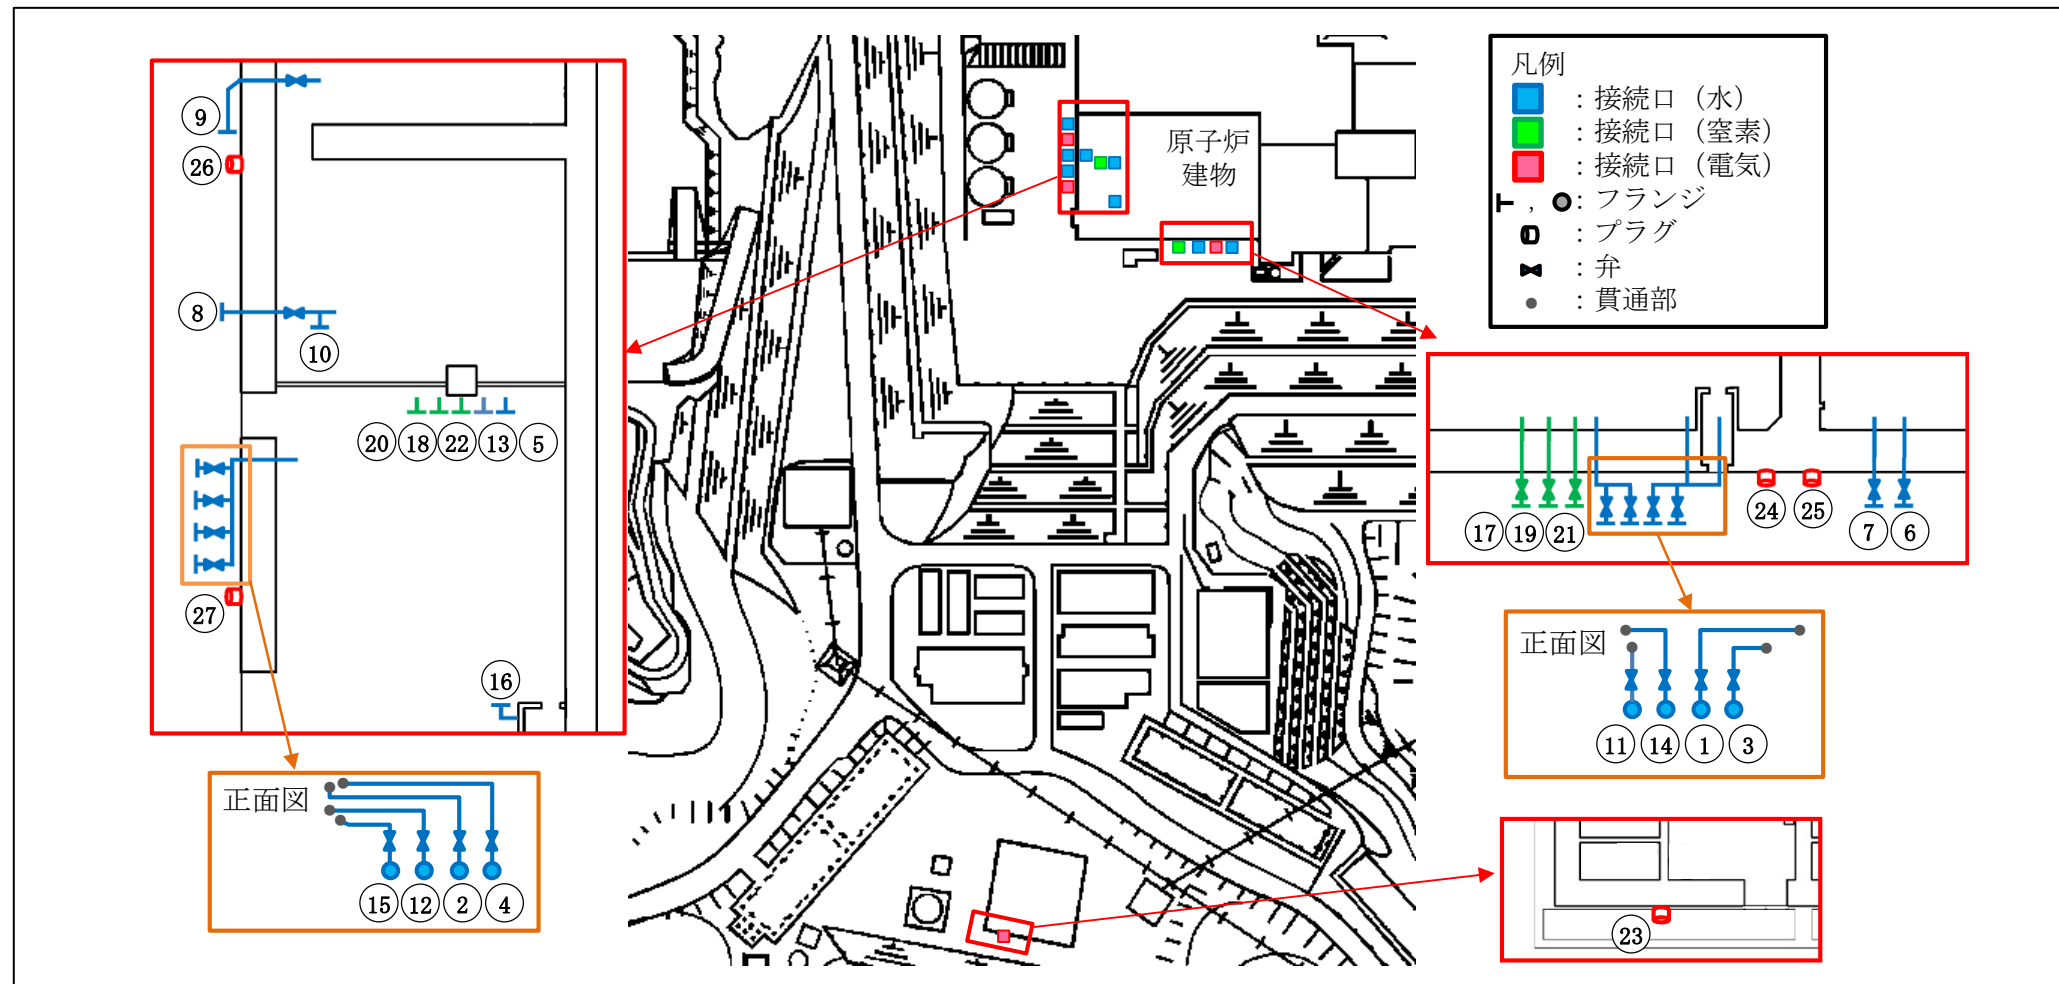 凡例
：接続口（水）
：接続口（窒素）
：接続口（電気）
，：フランジ
：プラグ
：弁
：貫通部
原子炉
建物
⑨
㉖
⑧
⑩
⑳ ⑱ ㉒ ⑬ ⑤
㉗
⑯
正面図
⑮ ⑫ ② ④
⑰ ⑲ ㉑ ㉔ ㉕ ⑦ ⑥
正面図
⑪ ⑭ ① ③
㉓